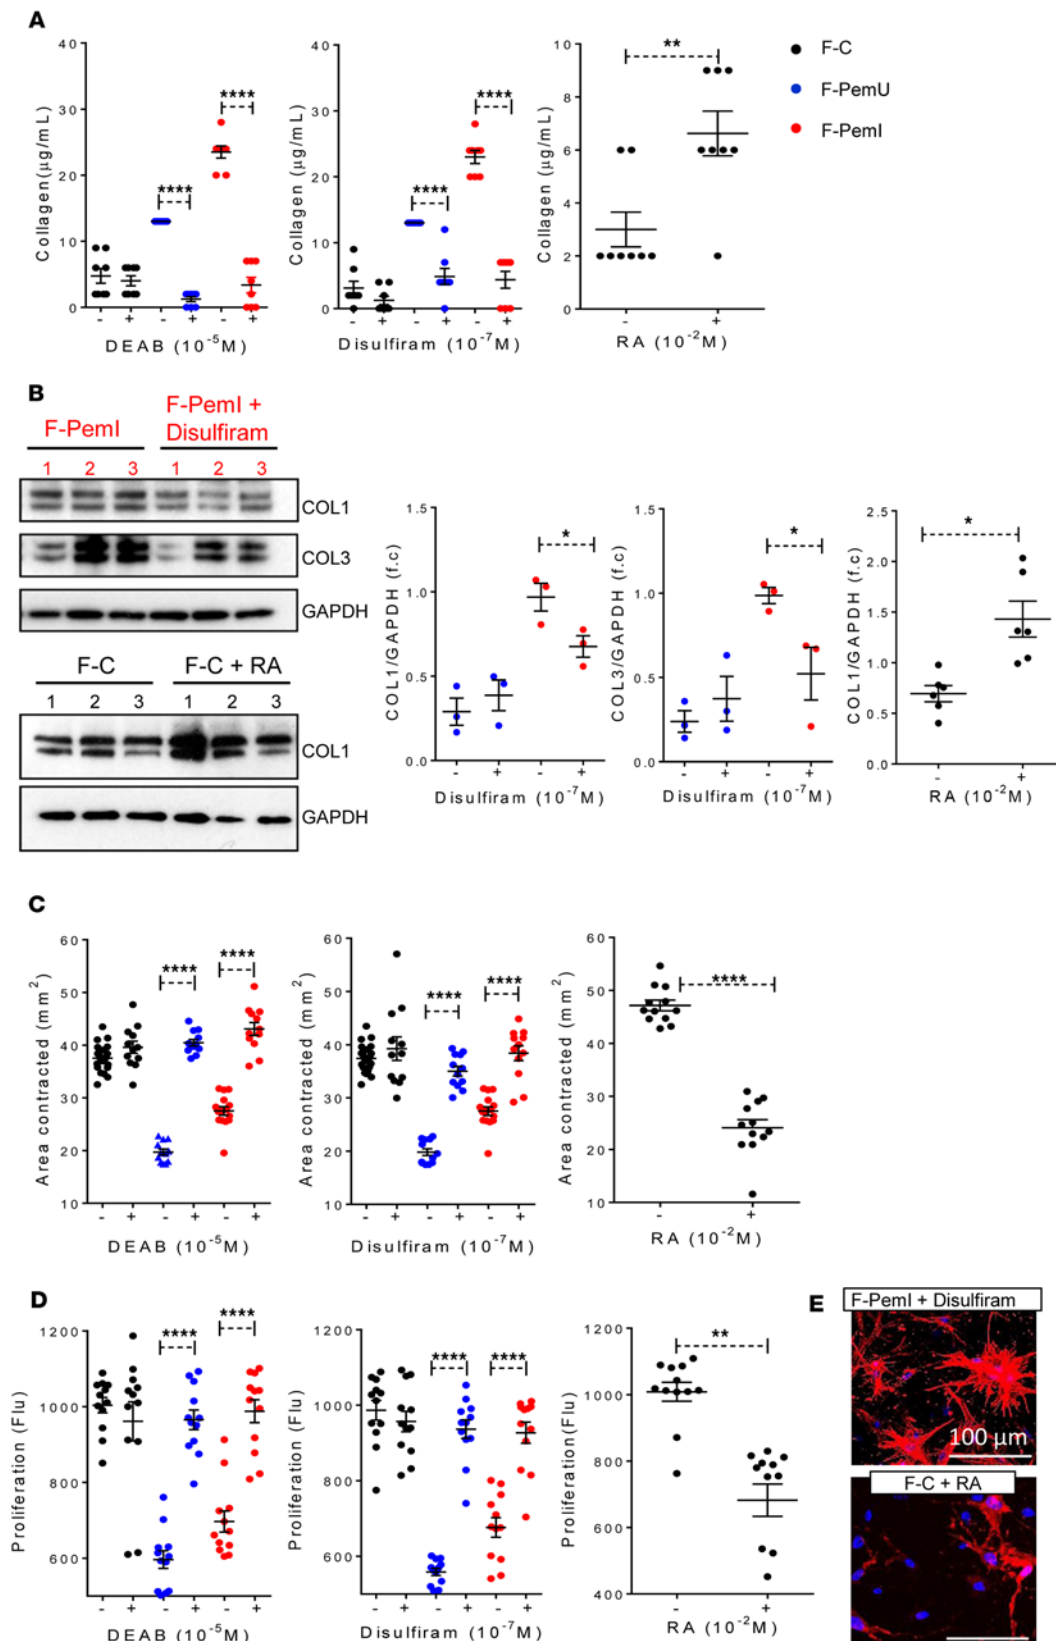 A
40
30
20
10
0
Collagen(µg/mL)
****
****
- + - + - +
DEAB (10⁻⁵M)
40
30
20
10
0
Collagen (µg/mL)
****
****
- + - + - +
Disulfiram (10⁻⁷M)
10
8
6
4
2
0
Collagen (µg/mL)
**
- +
RA (10⁻²M)
F-C
F-PemU
F-PemI
B
F-PemI
F-PemI +
Disulfiram
1 2 3 1 2 3
COL1
COL3
GAPDH
F-C F-C + RA
1 2 3 1 2 3
COL1
GAPDH
1.5
1.0
0.5
0.0
COL1/GAPDH (f.c)
*
- + - +
Disulfiram (10⁻⁷M)
1.5
1.0
0.5
0.0
COL3/GAPDH (f.c)
*
- + - +
Disulfiram (10⁻⁷M)
2.5
2.0
1.5
1.0
0.5
0.0
COL1/GAPDH (f.c)
*
- +
RA (10⁻²M)
C
60
50
40
30
20
10
Area contracted (mm²)
****
****
- + - + - +
DEAB (10⁻⁵M)
60
50
40
30
20
10
Area contracted (mm²)
****
****
- + - + - +
Disulfiram (10⁻⁷M)
60
50
40
30
20
10
Area contracted (mm²)
****
- +
RA (10⁻²M)
D
1200
1000
800
600
Proliferation (Flu)
****
****
- + - + - +
DEAB (10⁻⁵M)
1200
1000
800
600
Proliferation (Flu)
****
****
- + - + - +
Disulfiram (10⁻⁷M)
1200
1000
800
600
400
Proliferation(Flu)
**
- +
RA (10⁻²M)
E
F-PemI + Disulfiram
100 µm
F-C + RA